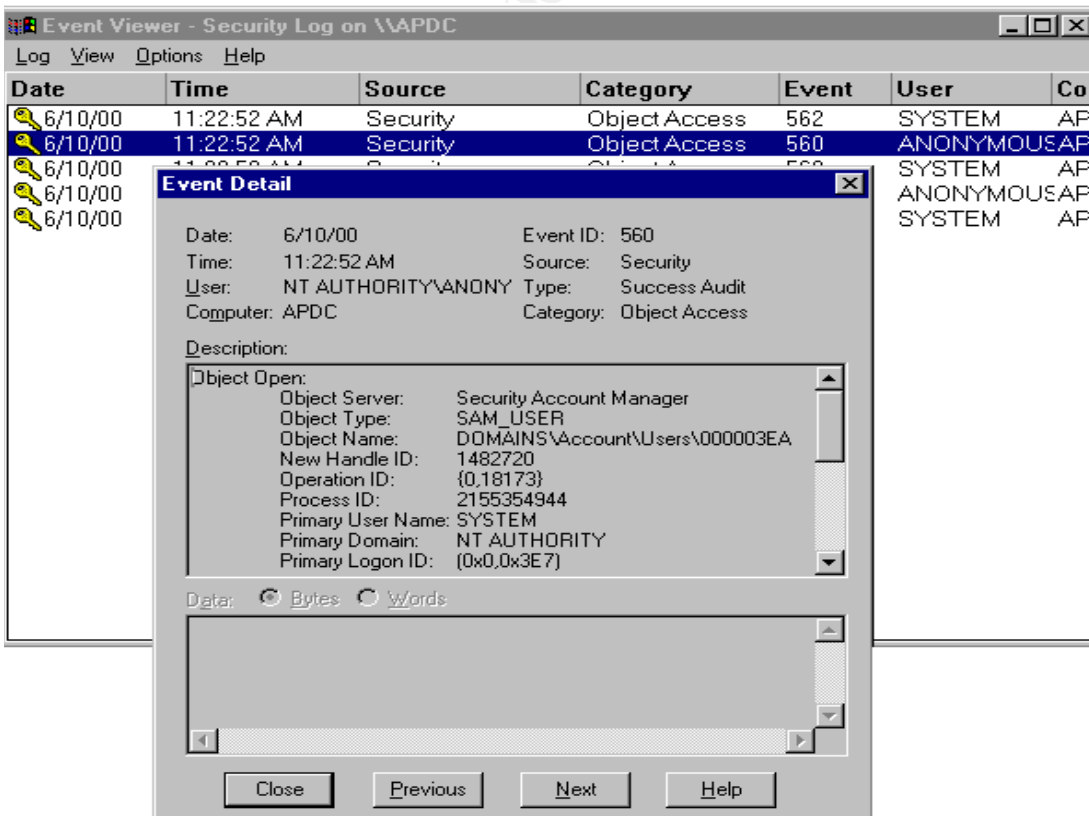 Event Viewer - Security Log on \\APDC
Log View Options Help
Date Time Source Category Event User Co
6/10/00 11:22:52 AM Security Object Access 562 SYSTEM AP
6/10/00 11:22:52 AM Security Object Access 560 ANONYMOUS AP
6/10/00 SYSTEM AP
6/10/00 ANONYMOUS AP
6/10/00 SYSTEM AP
Event Detail
Date: 6/10/00 Event ID: 560
Time: 11:22:52 AM Source: Security
User: NT AUTHORITY\ANONY Type: Success Audit
Computer: APDC Category: Object Access
Description:
Object Open:
Object Server: Security Account Manager
Object Type: SAM_USER
Object Name: DOMAINS\Account\Users\000003EA
New Handle ID: 1482720
Operation ID: {0,18173}
Process ID: 2155354944
Primary User Name: SYSTEM
Primary Domain: NT AUTHORITY
Primary Logon ID: (0x0,0x3E7)
Data: Bytes Words
Close Previous Next Help